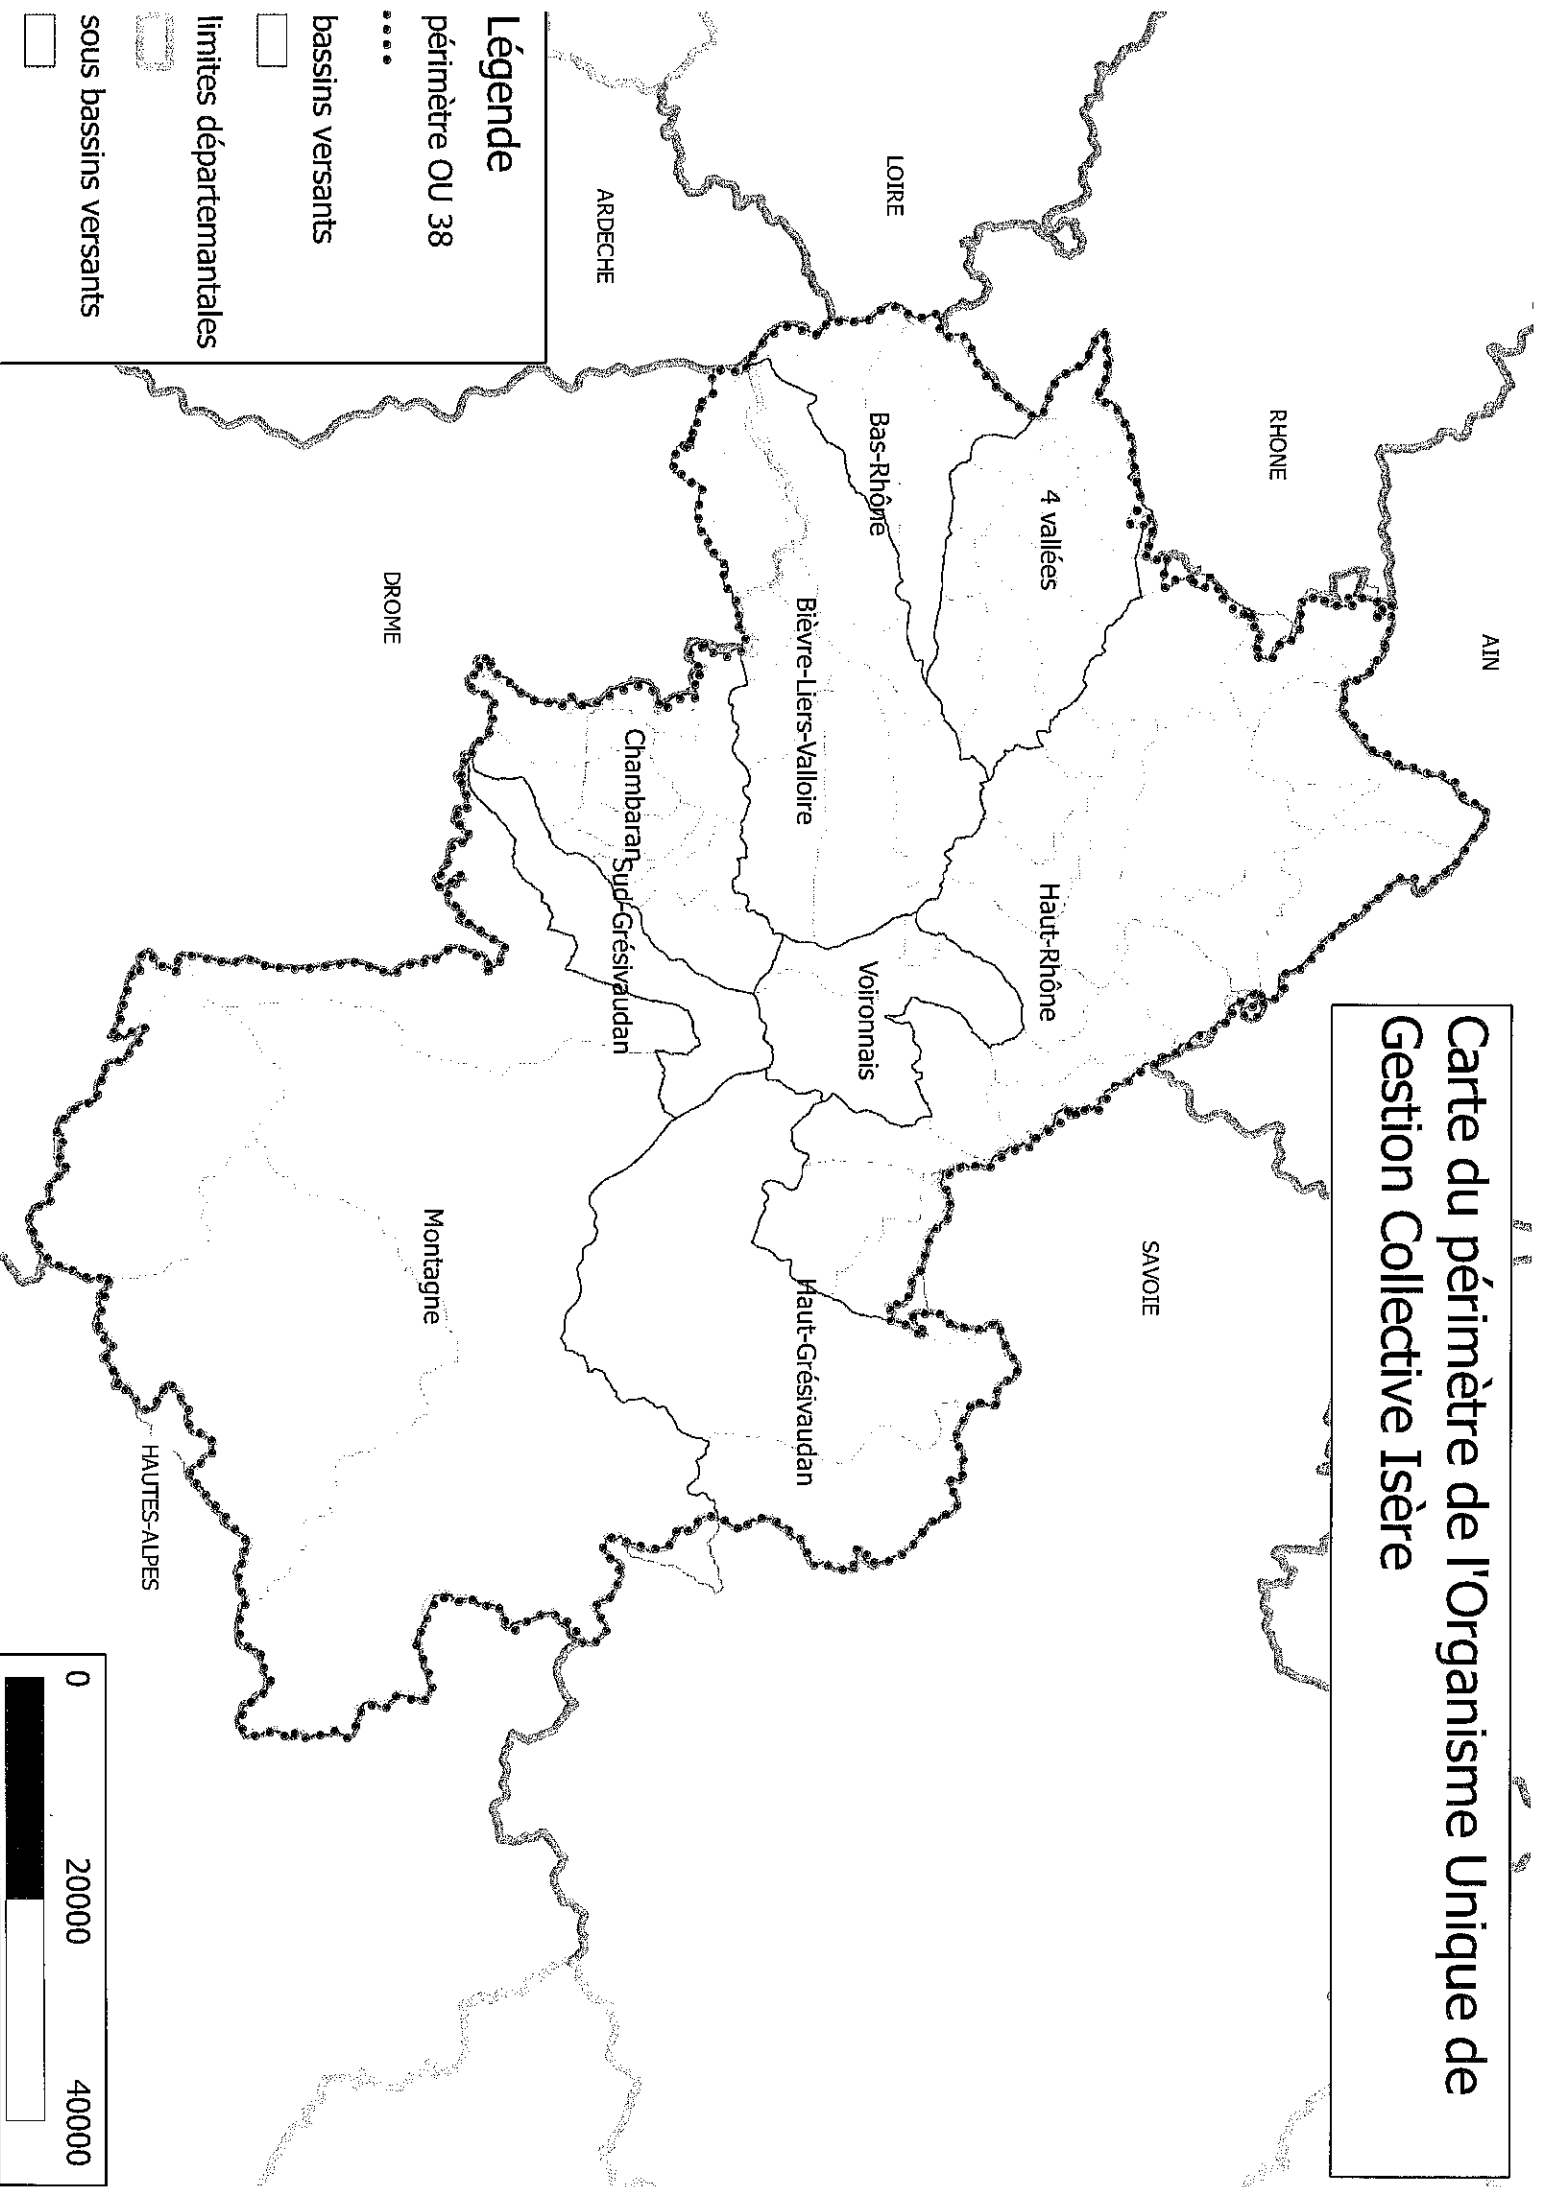 Carte du périmètre de l'Organisme Unique de
Gestion Collective Isère
AIN
RHONE
LOIRE
ARDECHE
SAVOIE
DROME
HAUTES-ALPES
4 vallées
Haut-Rhône
Bas-Rhône
Bièvre-Liers-Valloire
Voironnais
Chambaran
Sud-Grésivaudan
Haut-Grésivaudan
Montagne
Légende
périmètre OU 38
bassins versants
limites départemantales
sous bassins versants
0 20000 40000